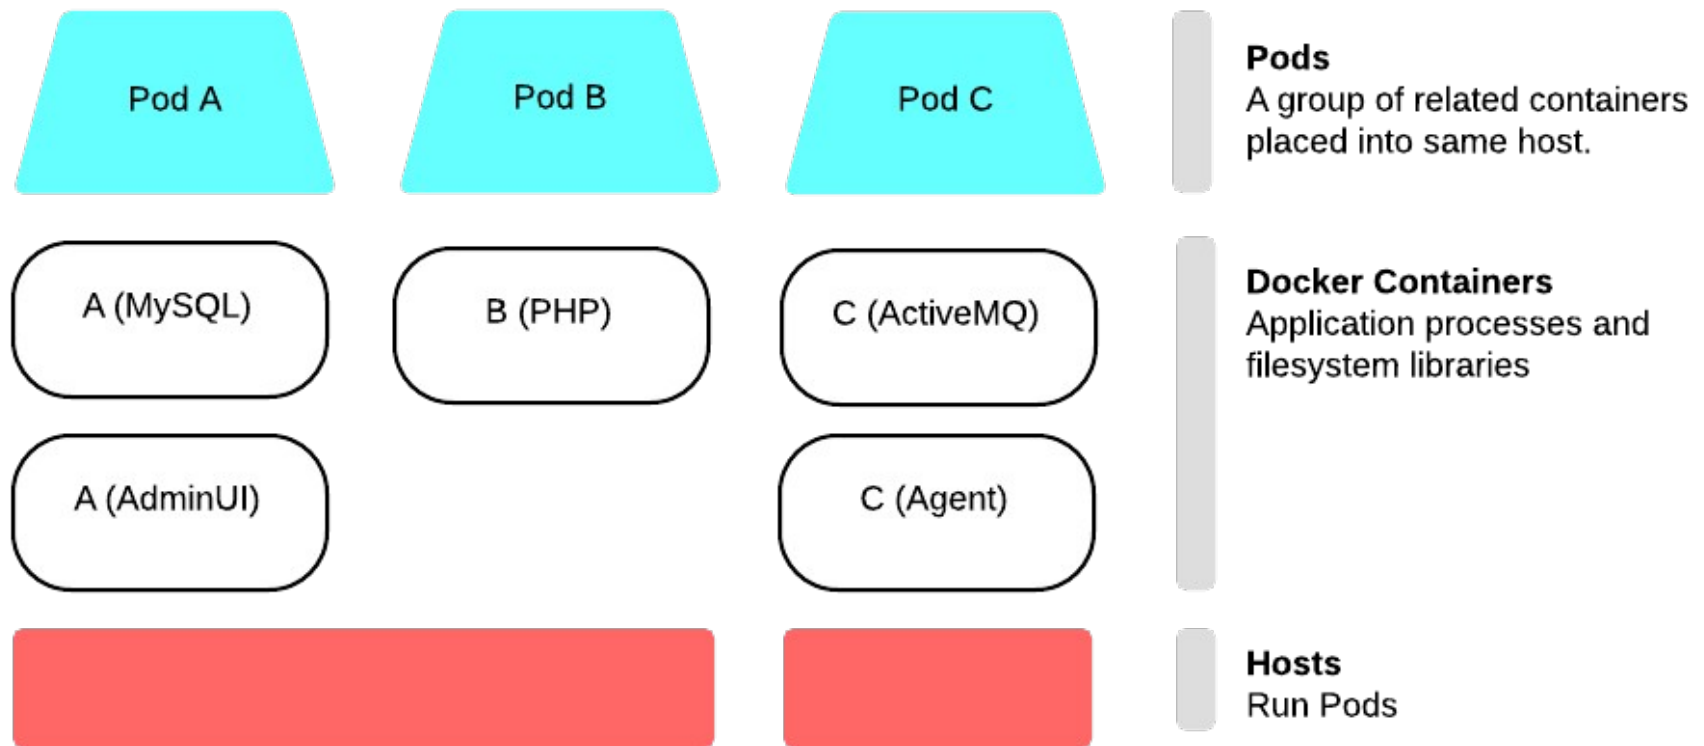 Pod A
Pod B
Pod C
Pods
A group of related containers
placed into same host.
A (MySQL)
B (PHP)
C (ActiveMQ)
Docker Containers
Application processes and
filesystem libraries
A (AdminUI)
C (Agent)
Hosts
Run Pods